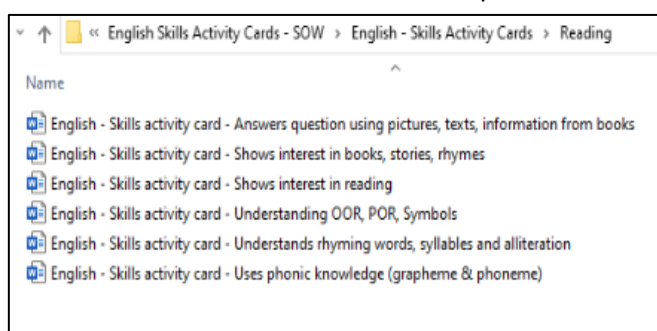 « English Skills Activity Cards - SOW > English - Skills Activity Cards > Reading
Name
English - Skills activity card - Answers question using pictures, texts, information from books
English - Skills activity card - Shows interest in books, stories, rhymes
English - Skills activity card - Shows interest in reading
English - Skills activity card - Understanding OOR, POR, Symbols
English - Skills activity card - Understands rhyming words, syllables and alliteration
English - Skills activity card - Uses phonic knowledge (grapheme & phoneme)